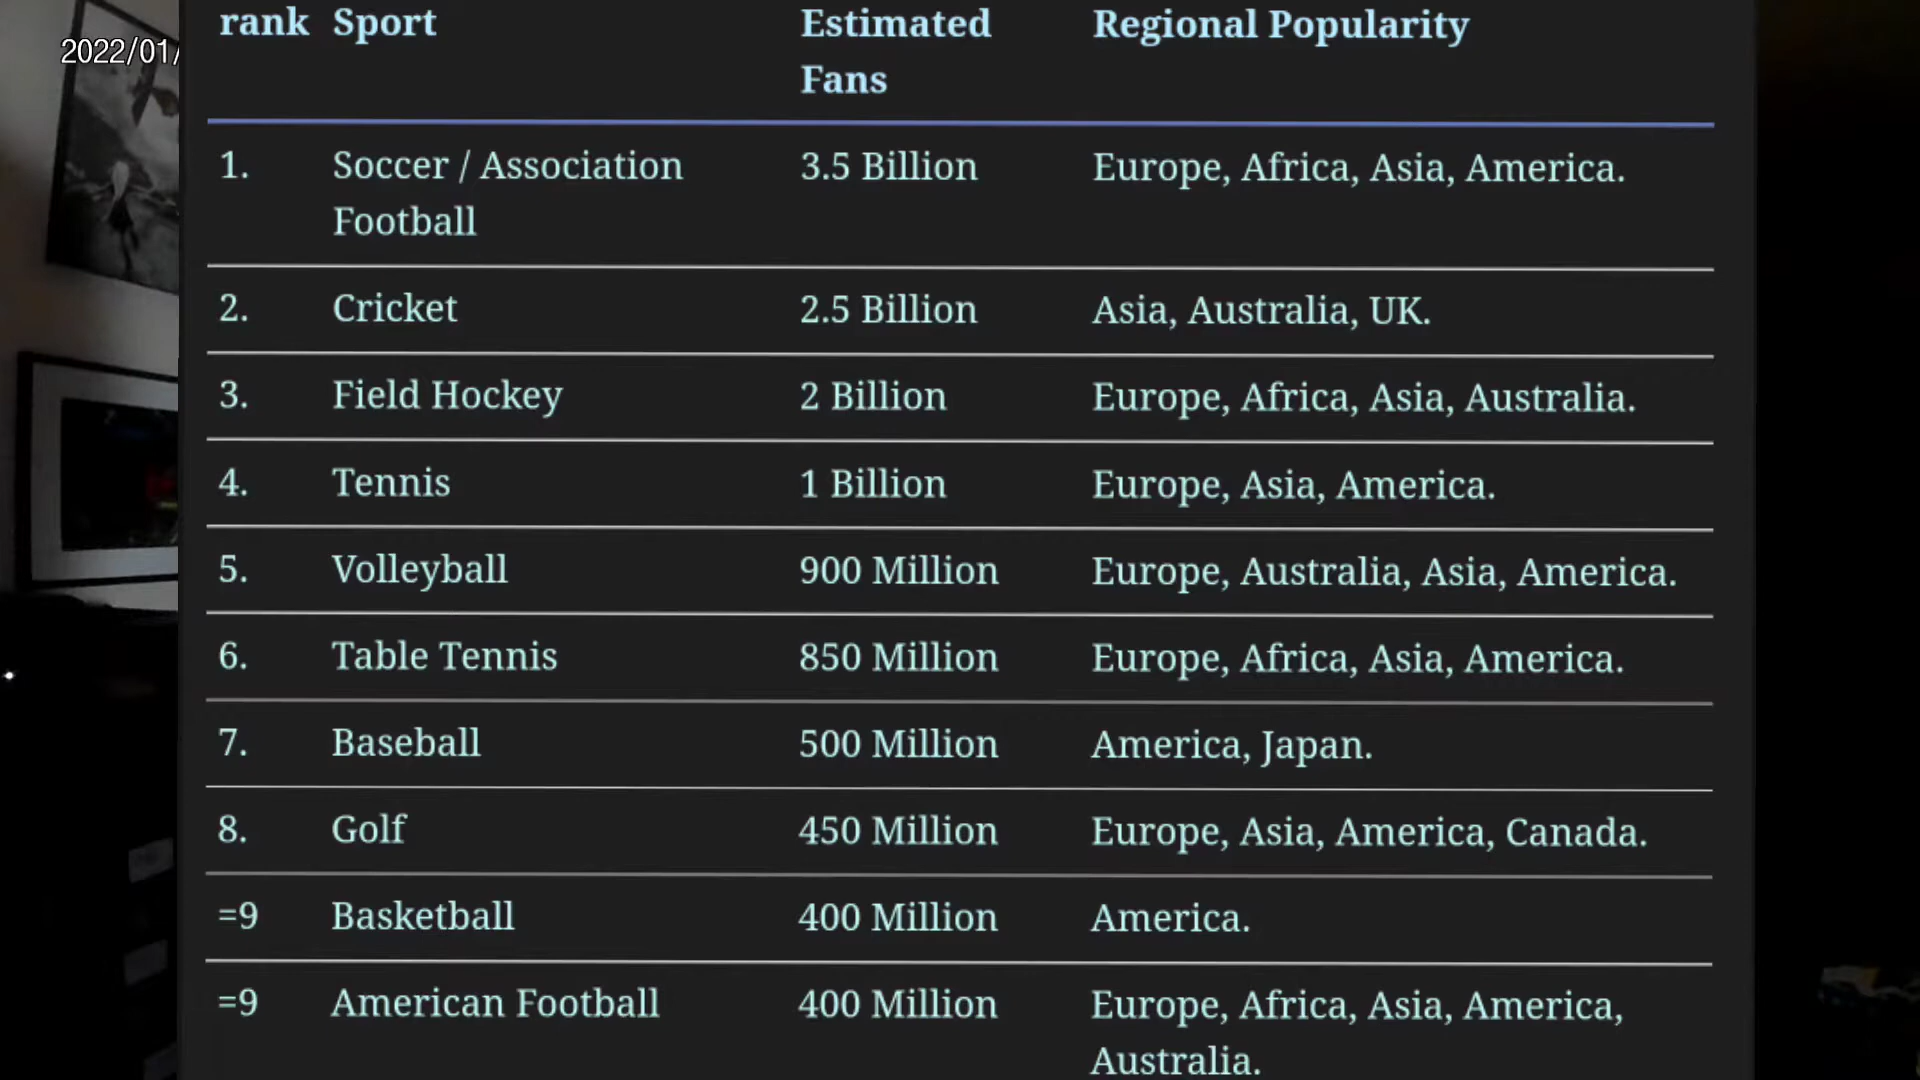 2022/01/
rank Sport Estimated Fans Regional Popularity
1. Soccer / Association Football 3.5 Billion Europe, Africa, Asia, America.
2. Cricket 2.5 Billion Asia, Australia, UK.
3. Field Hockey 2 Billion Europe, Africa, Asia, Australia.
4. Tennis 1 Billion Europe, Asia, America.
5. Volleyball 900 Million Europe, Australia, Asia, America.
6. Table Tennis 850 Million Europe, Africa, Asia, America.
7. Baseball 500 Million America, Japan.
8. Golf 450 Million Europe, Asia, America, Canada.
=9 Basketball 400 Million America.
=9 American Football 400 Million Europe, Africa, Asia, America, Australia.